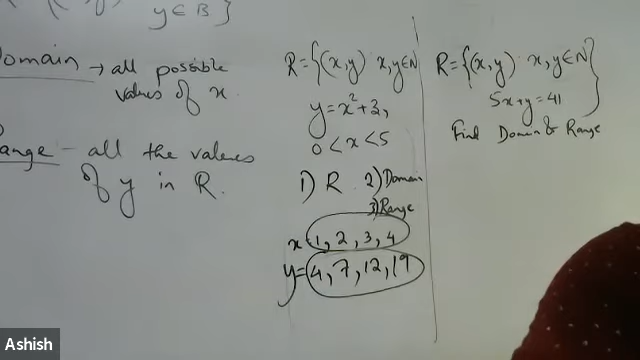 y ∈ B }
Domain → all possible
values of x
ange - all the values
of y in R.
R = {(x, y) x, y ∈ N
y = x² + 3,
0 < x < 5
1) R 2) Domain
3) Range
x = 1, 2, 3, 4
y = 4, 7, 12, 19
R = {(x, y) x, y ∈ N }
5x + y = 41
Find Domain & Range
Ashish